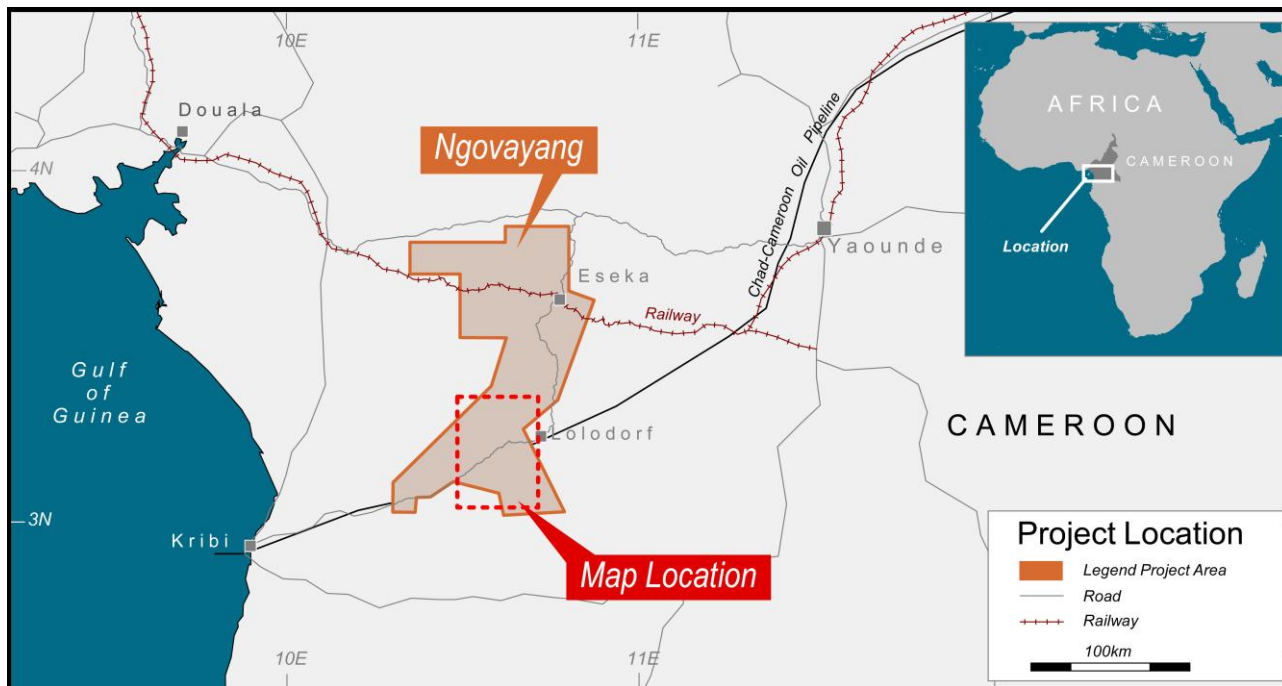 10E
11E
Douala
4N
Ngovayang
Chad-Cameroon Oil Pipeline
Yaounde
Eseka
Railway
Gulf
of
Guinea
Lolodorf
3N
Kribi
Map Location
CAMEROON
10E
11E
AFRICA
CAMEROON
Location
Project Location
Legend Project Area
Road
Railway
100km